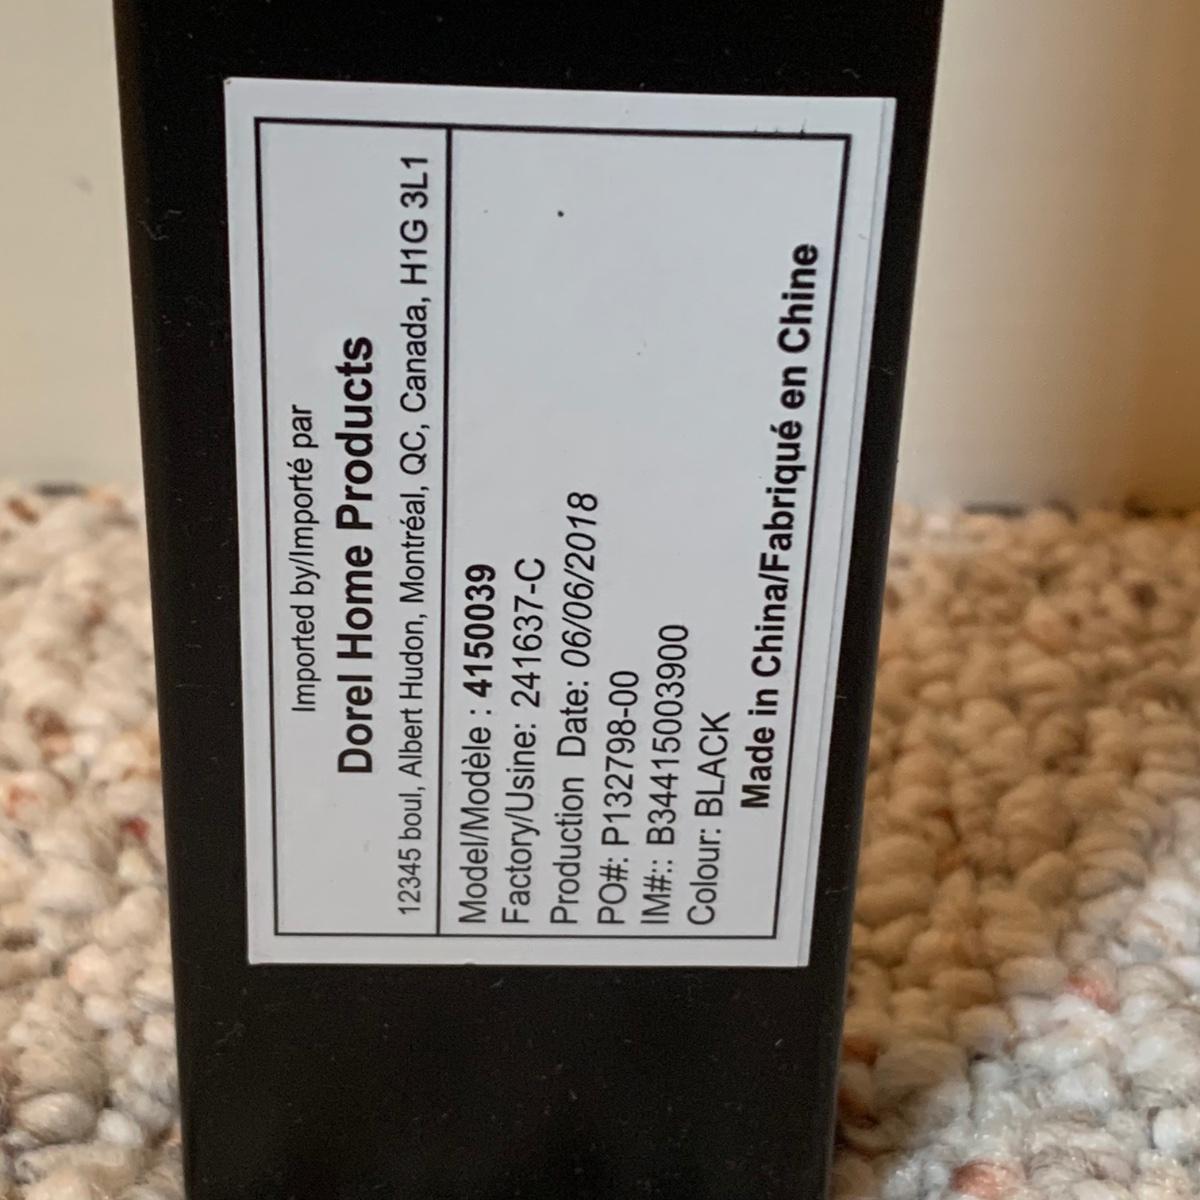 Imported by/Importé par
Dorel Home Products
12345 boul, Albert Hudon, Montréal, QC, Canada, H1G 3L1
Model/Modèle : 4150039
Factory/Usine: 241637-C
Production Date: 06/06/2018
PO#: P132798-00
IM#:: B34415003900
Colour: BLACK
Made in China/Fabriqué en Chine